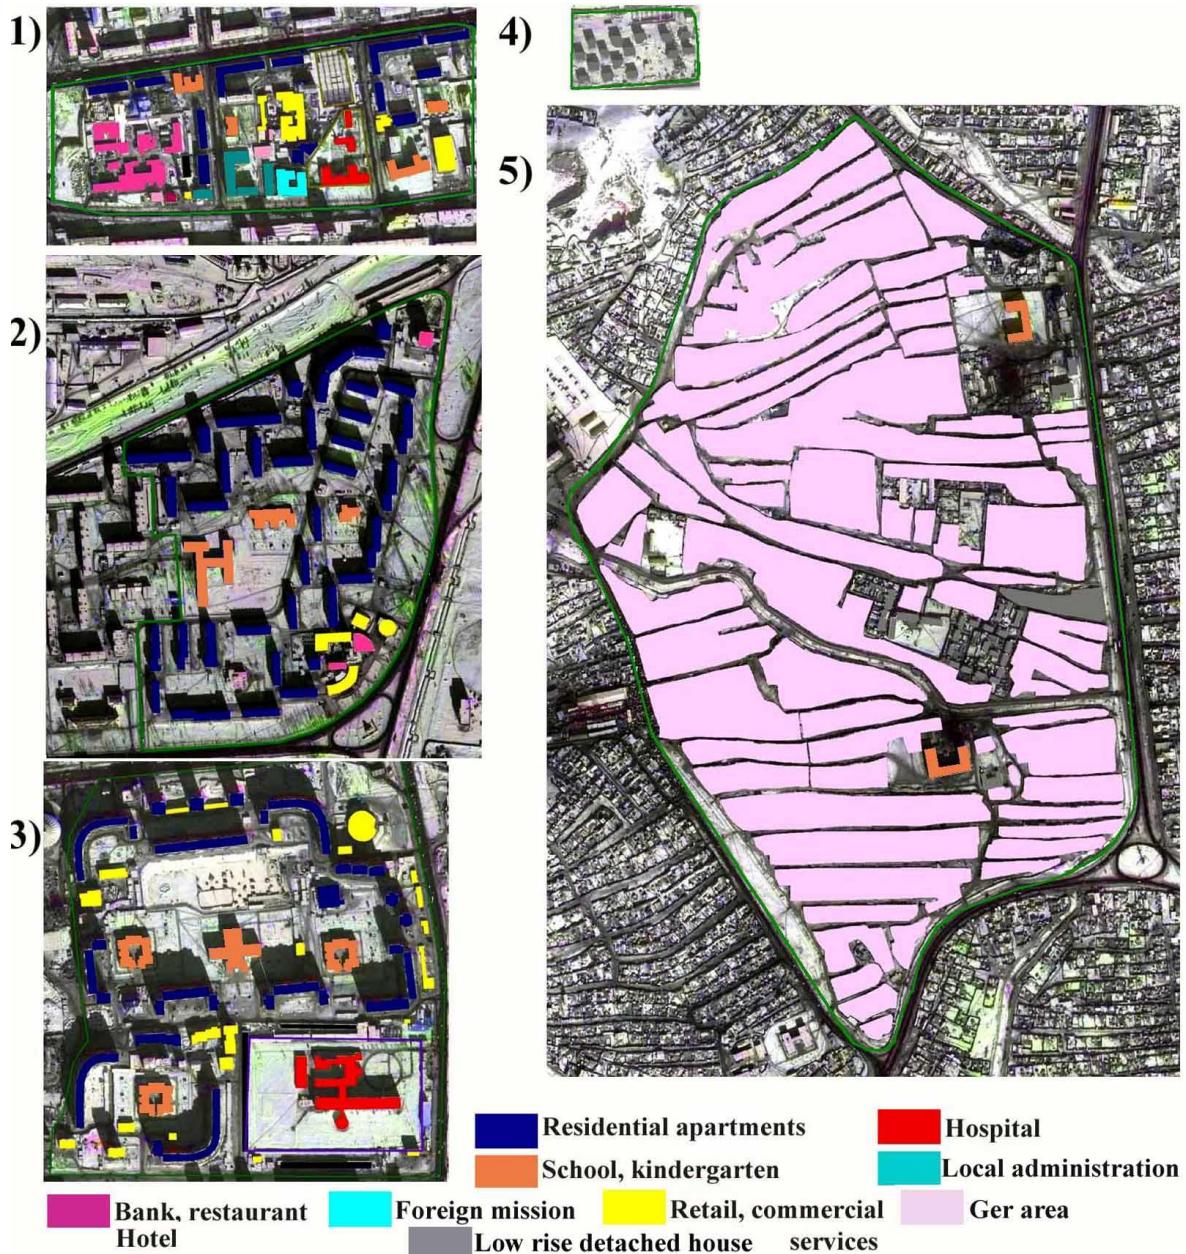 1)
4)
5)
2)
3)
Residential apartments
Hospital
School, kindergarten
Local administration
Bank, restaurant
Hotel
Foreign mission
Retail, commercial
services
Ger area
Low rise detached house